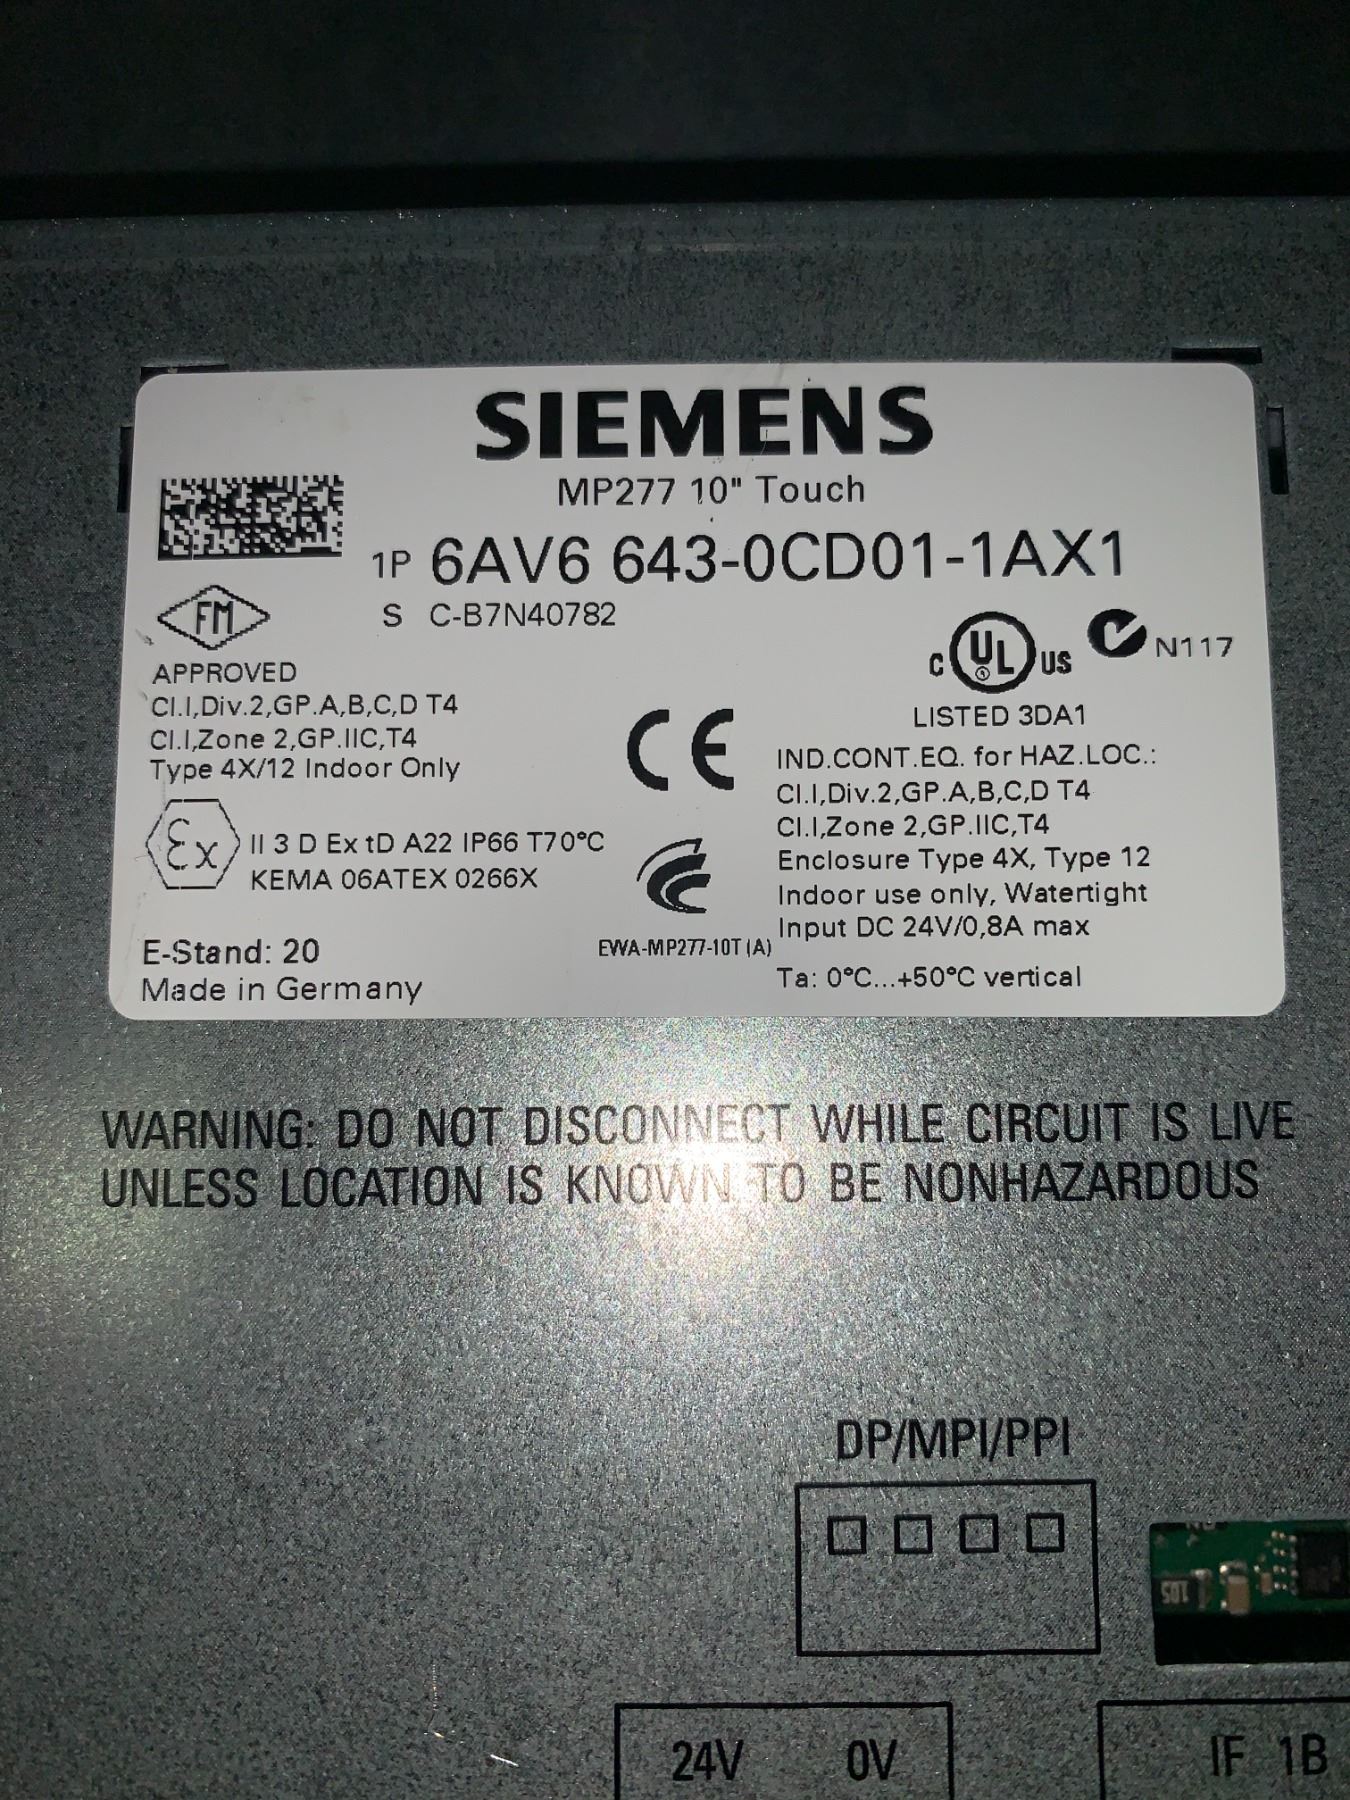 SIEMENS
MP277 10" Touch
1P 6AV6 643-0CD01-1AX1
S C-B7N40782
FM
APPROVED
Cl.I,Div.2,GP.A,B,C,D T4
Cl.I,Zone 2,GP.IIC,T4
Type 4X/12 Indoor Only
Ex II 3 D Ex tD A22 IP66 T70°C
KEMA 06ATEX 0266X
E-Stand: 20
Made in Germany
CE
EWA-MP277-10T (A)
C UL US N117
LISTED 3DA1
IND.CONT.EQ. for HAZ.LOC.:
Cl.I,Div.2,GP.A,B,C,D T4
Cl.I,Zone 2,GP.IIC,T4
Enclosure Type 4X, Type 12
Indoor use only, Watertight
Input DC 24V/0,8A max
Ta: 0°C...+50°C vertical
WARNING: DO NOT DISCONNECT WHILE CIRCUIT IS LIVE
UNLESS LOCATION IS KNOWN TO BE NONHAZARDOUS
DP/MPI/PPI
105
24V 0V
IF 1B